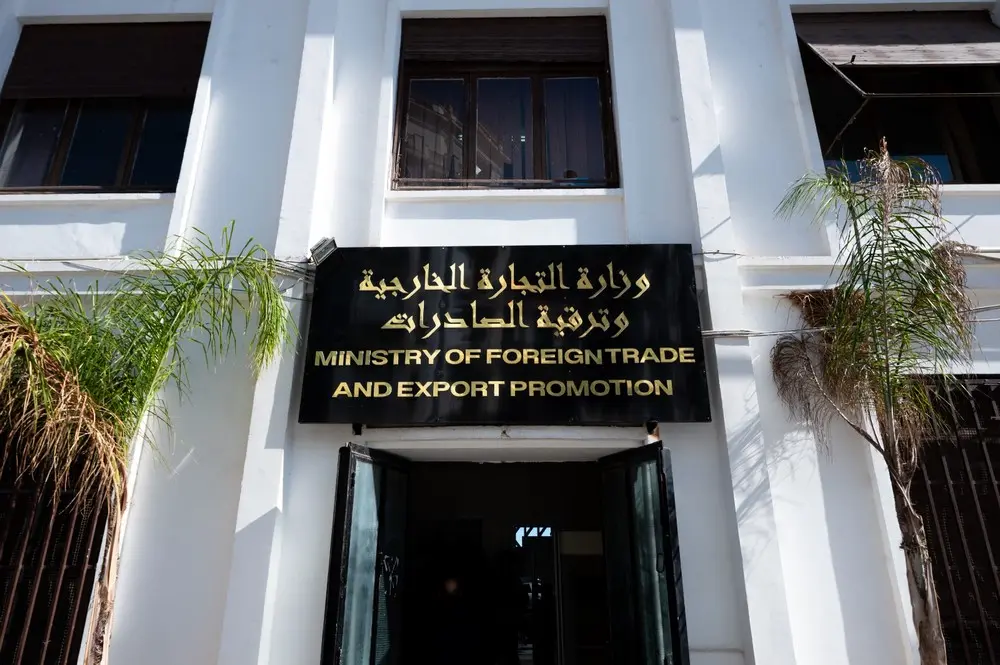 وزارة التجارة الخارجية
وترقية الصادرات
MINISTRY OF FOREIGN TRADE
AND EXPORT PROMOTION